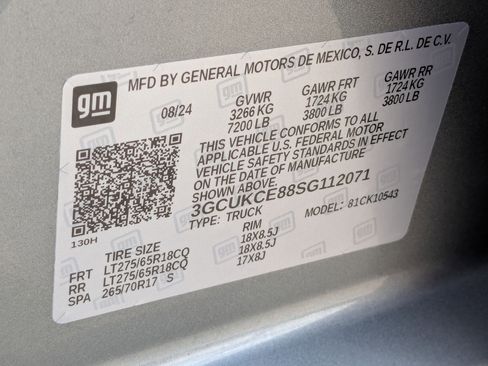 gm
MFD BY GENERAL MOTORS DE MEXICO, S. DE R.L. DE C.V.
08/24 GVWR GAWR FRT GAWR RR
3266 KG 1724 KG 1724 KG
7200 LB 3800 LB 3800 LB
THIS VEHICLE CONFORMS TO ALL
APPLICABLE U.S. FEDERAL MOTOR
VEHICLE SAFETY STANDARDS IN EFFECT
ON THE DATE OF MANUFACTURE
SHOWN ABOVE
3GCUKCE88SG112071
TYPE: TRUCK MODEL: 81CK10543
130H
TIRE SIZE RIM
FRT LT275/65R18CQ 18X8.5J
RR LT275/65R18CQ 18X8.5J
SPA 265/70R17 S 17X8J